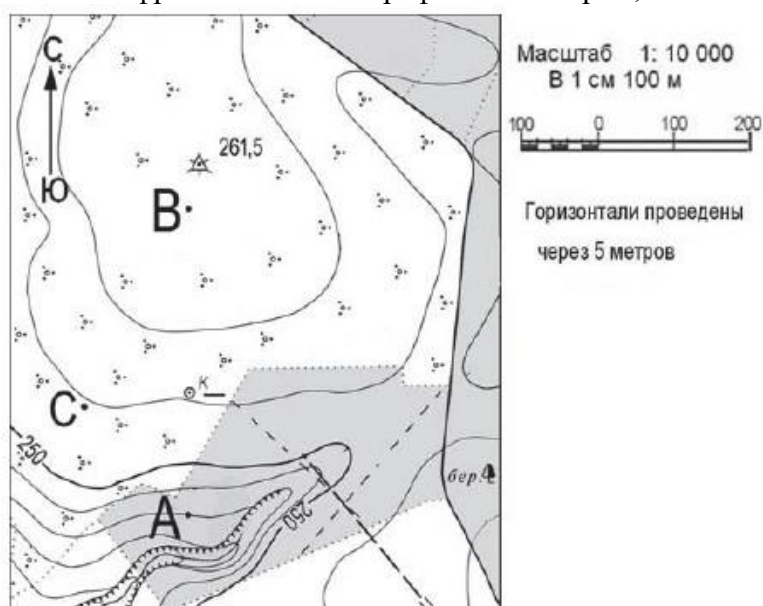 С
Ю
261,5
В
К
С
250
А
250
бер.
Масштаб 1: 10 000
В 1 см 100 м
100 0 100 200
Горизонтали проведены
через 5 метров